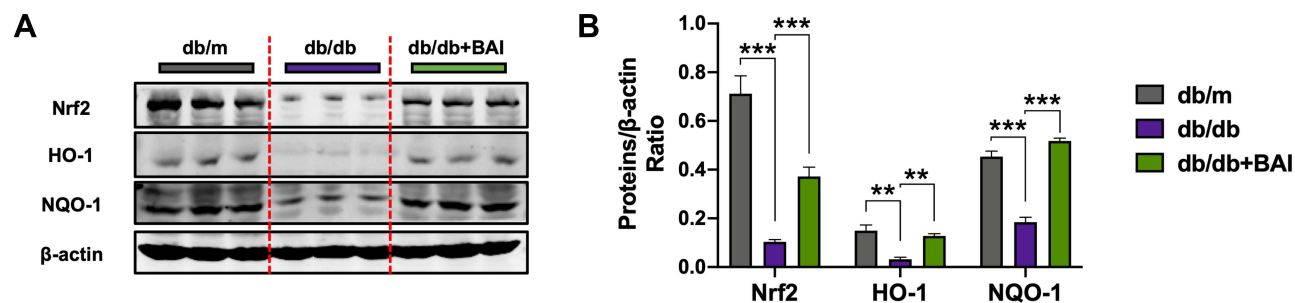 A
db/m db/db db/db+BAI
Nrf2
HO-1
NQO-1
β-actin
B
Proteins/β-actin
Ratio
1.0
0.8
0.6
0.4
0.2
0.0
*** ***
** **
*** ***
Nrf2 HO-1 NQO-1
db/m
db/db
db/db+BAI